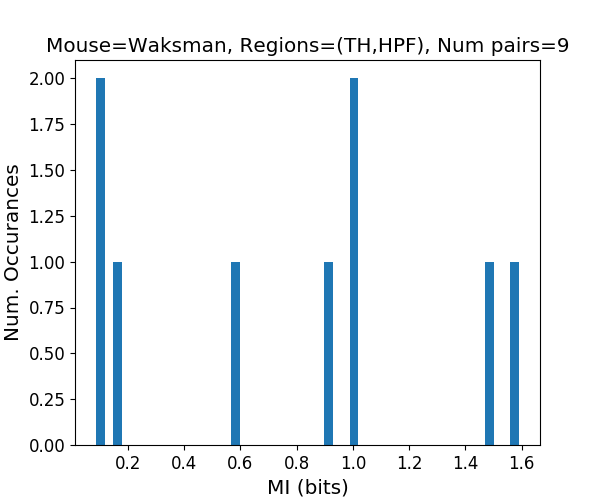 Mouse=Waksman, Regions=(TH,HPF), Num pairs=9
2.00
1.75
1.50
1.25
1.00
0.75
0.50
0.25
0.00
Num. Occurances
0.2 0.4 0.6 0.8 1.0 1.2 1.4 1.6
MI (bits)